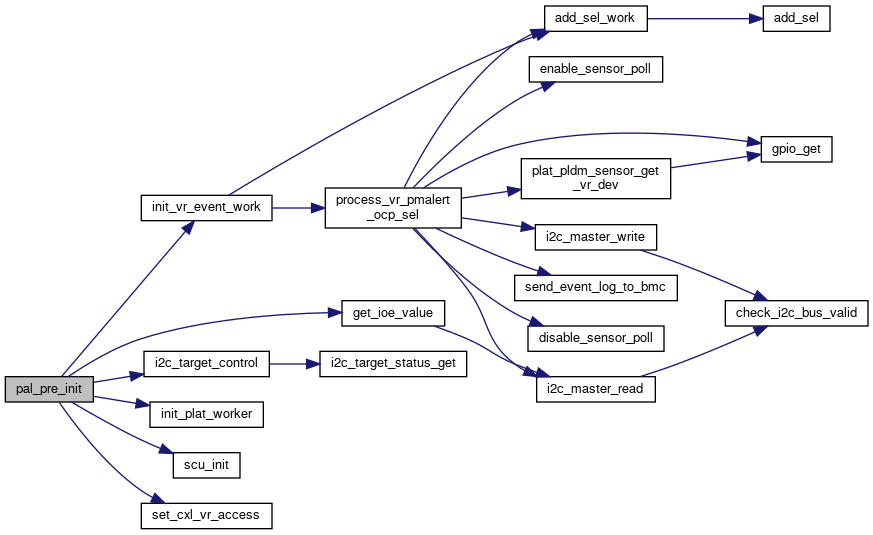 add_sel_work
add_sel
enable_sensor_poll
gpio_get
plat_pldm_sensor_get
_vr_dev
init_vr_event_work
process_vr_pmalert
_ocp_sel
i2c_master_write
send_event_log_to_bmc
get_ioe_value
check_i2c_bus_valid
disable_sensor_poll
i2c_target_control
i2c_target_status_get
pal_pre_init
i2c_master_read
init_plat_worker
scu_init
set_cxl_vr_access